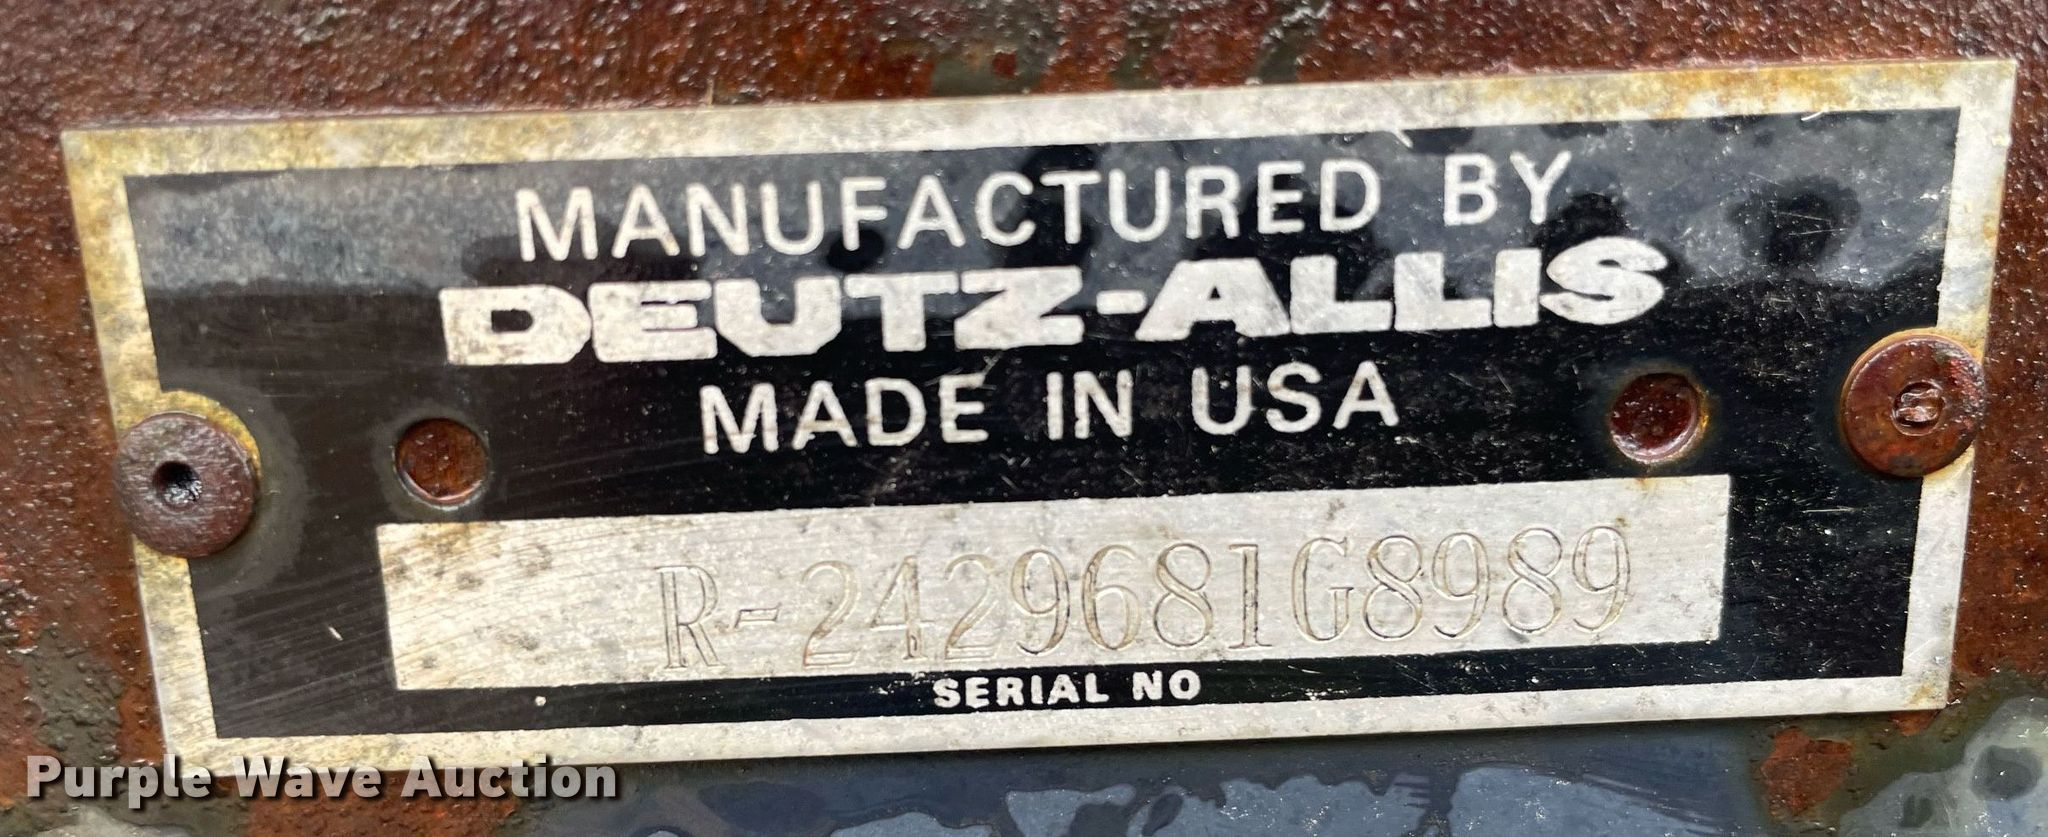 MANUFACTURED BY
DEUTZ-ALLIS
MADE IN USA
R-2429681G8989
SERIAL NO
Purple Wave Auction